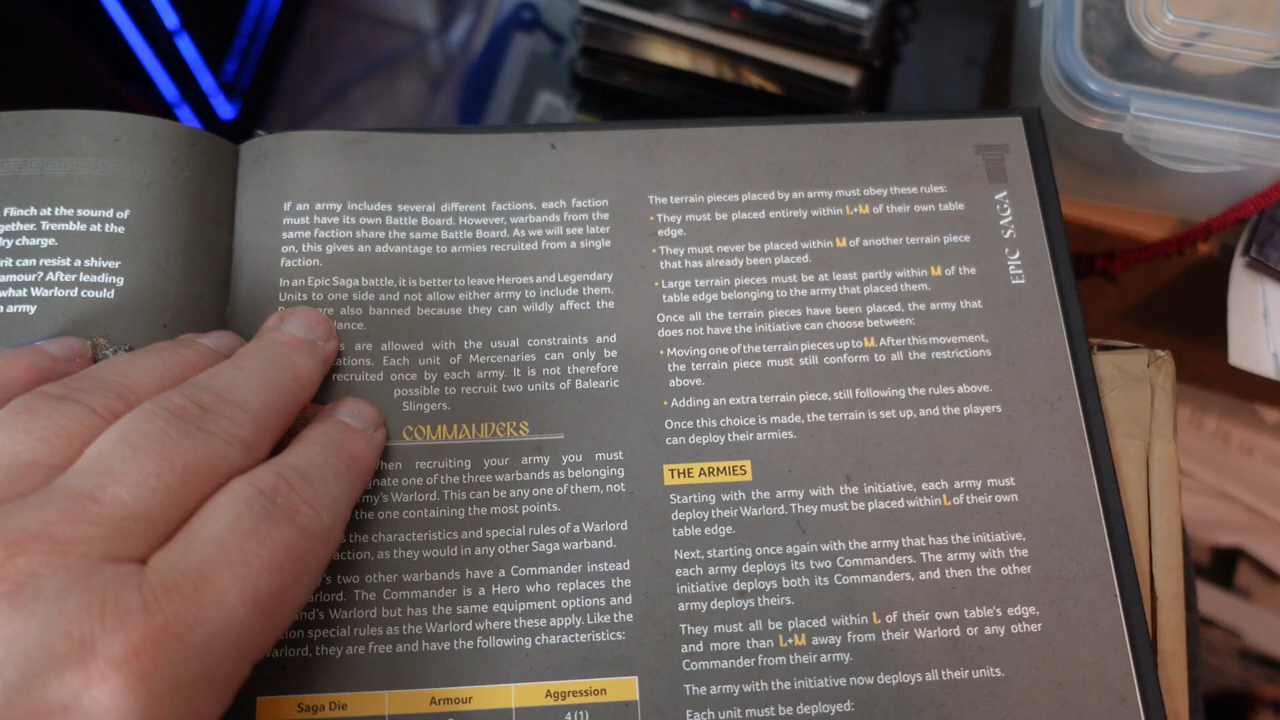 Flinch at the sound of
gether. Tremble at the
ry charge.
rit can resist a shiver
amour? After leading
what Warlord could
n army
If an army includes several different factions, each faction
must have its own Battle Board. However, warbands from the
same faction share the same Battle Board. As we will see later
on, this gives an advantage to armies recruited from a single
faction.
In an Epic Saga battle, it is better to leave Heroes and Legendary
Units to one side and not allow either army to include them.
are also banned because they can wildly affect the
lance.
s are allowed with the usual constraints and
ations. Each unit of Mercenaries can only be
recruited once by each army. It is not therefore
possible to recruit two units of Balearic
Slingers.
COMMANDERS
hen recruiting your army you must
gnate one of the three warbands as belonging
my's Warlord. This can be any one of them, not
the one containing the most points.
s the characteristics and special rules of a Warlord
action, as they would in any other Saga warband.
's two other warbands have a Commander instead
arlord. The Commander is a Hero who replaces the
nd's Warlord but has the same equipment options and
ion special rules as the Warlord where these apply. Like the
Warlord, they are free and have the following characteristics:
Saga Die Armour Aggression
4 (1)
The terrain pieces placed by an army must obey these rules:
• They must be placed entirely within L+M of their own table
edge.
• They must never be placed within M of another terrain piece
that has already been placed.
• Large terrain pieces must be at least partly within M of the
table edge belonging to the army that placed them.
Once all the terrain pieces have been placed, the army that
does not have the initiative can choose between:
• Moving one of the terrain pieces up to M. After this movement,
the terrain piece must still conform to all the restrictions
above.
• Adding an extra terrain piece, still following the rules above.
Once this choice is made, the terrain is set up, and the players
can deploy their armies.
THE ARMIES
Starting with the army with the initiative, each army must
deploy their Warlord. They must be placed within L of their own
table edge.
Next, starting once again with the army that has the initiative,
each army deploys its two Commanders. The army with the
initiative deploys both its Commanders, and then the other
army deploys theirs.
They must all be placed within L of their own table's edge,
and more than L+M away from their Warlord or any other
Commander from their army.
The army with the initiative now deploys all their units.
Each unit must be deployed:
EPIC SAGA